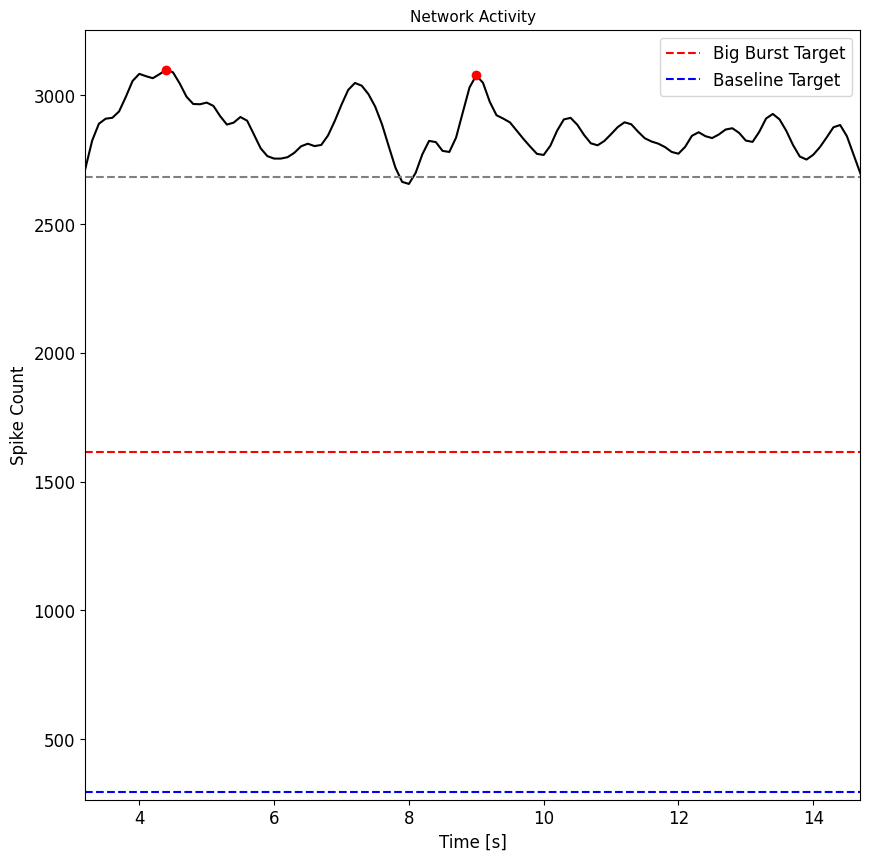 Network Activity
Big Burst Target
Baseline Target
Spike Count
3000
2500
2000
1500
1000
500
4 6 8 10 12 14
Time [s]